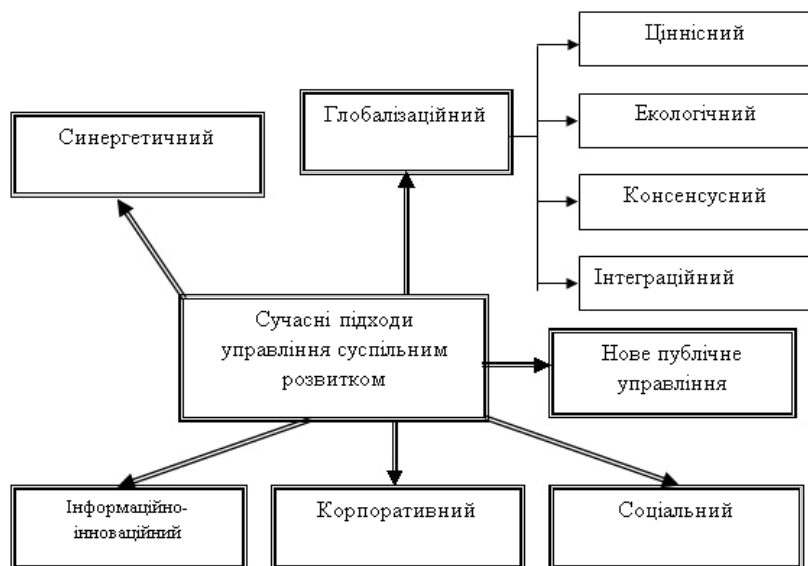 Ціннісний
Глобалізаційний
Екологічний
Синергетичний
Консенсусний
Інтеграційний
Сучасні підходи
управління суспільним
розвитком
Нове публічне
управління
Інформаційно-
інноваційний
Корпоративний
Соціальний